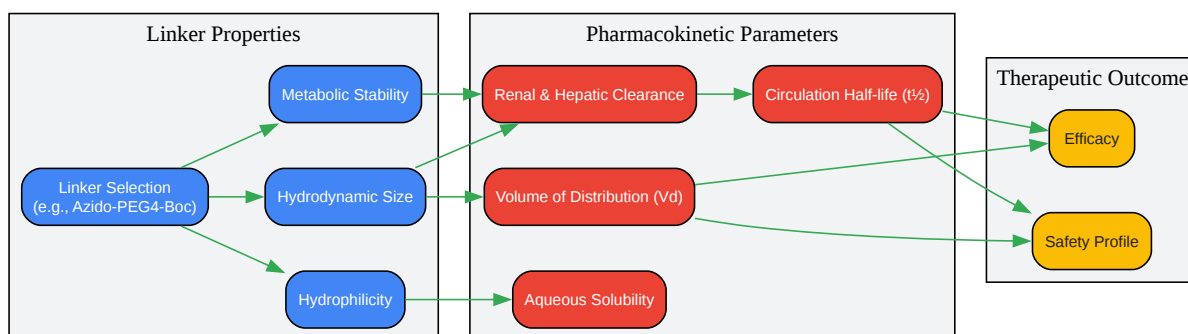 Linker Properties
Pharmacokinetic Parameters
Therapeutic Outcome
Metabolic Stability
Renal & Hepatic Clearance
Circulation Half-life (t½)
Efficacy
Linker Selection
(e.g., Azido-PEG4-Boc)
Hydrodynamic Size
Volume of Distribution (Vd)
Safety Profile
Hydrophilicity
Aqueous Solubility